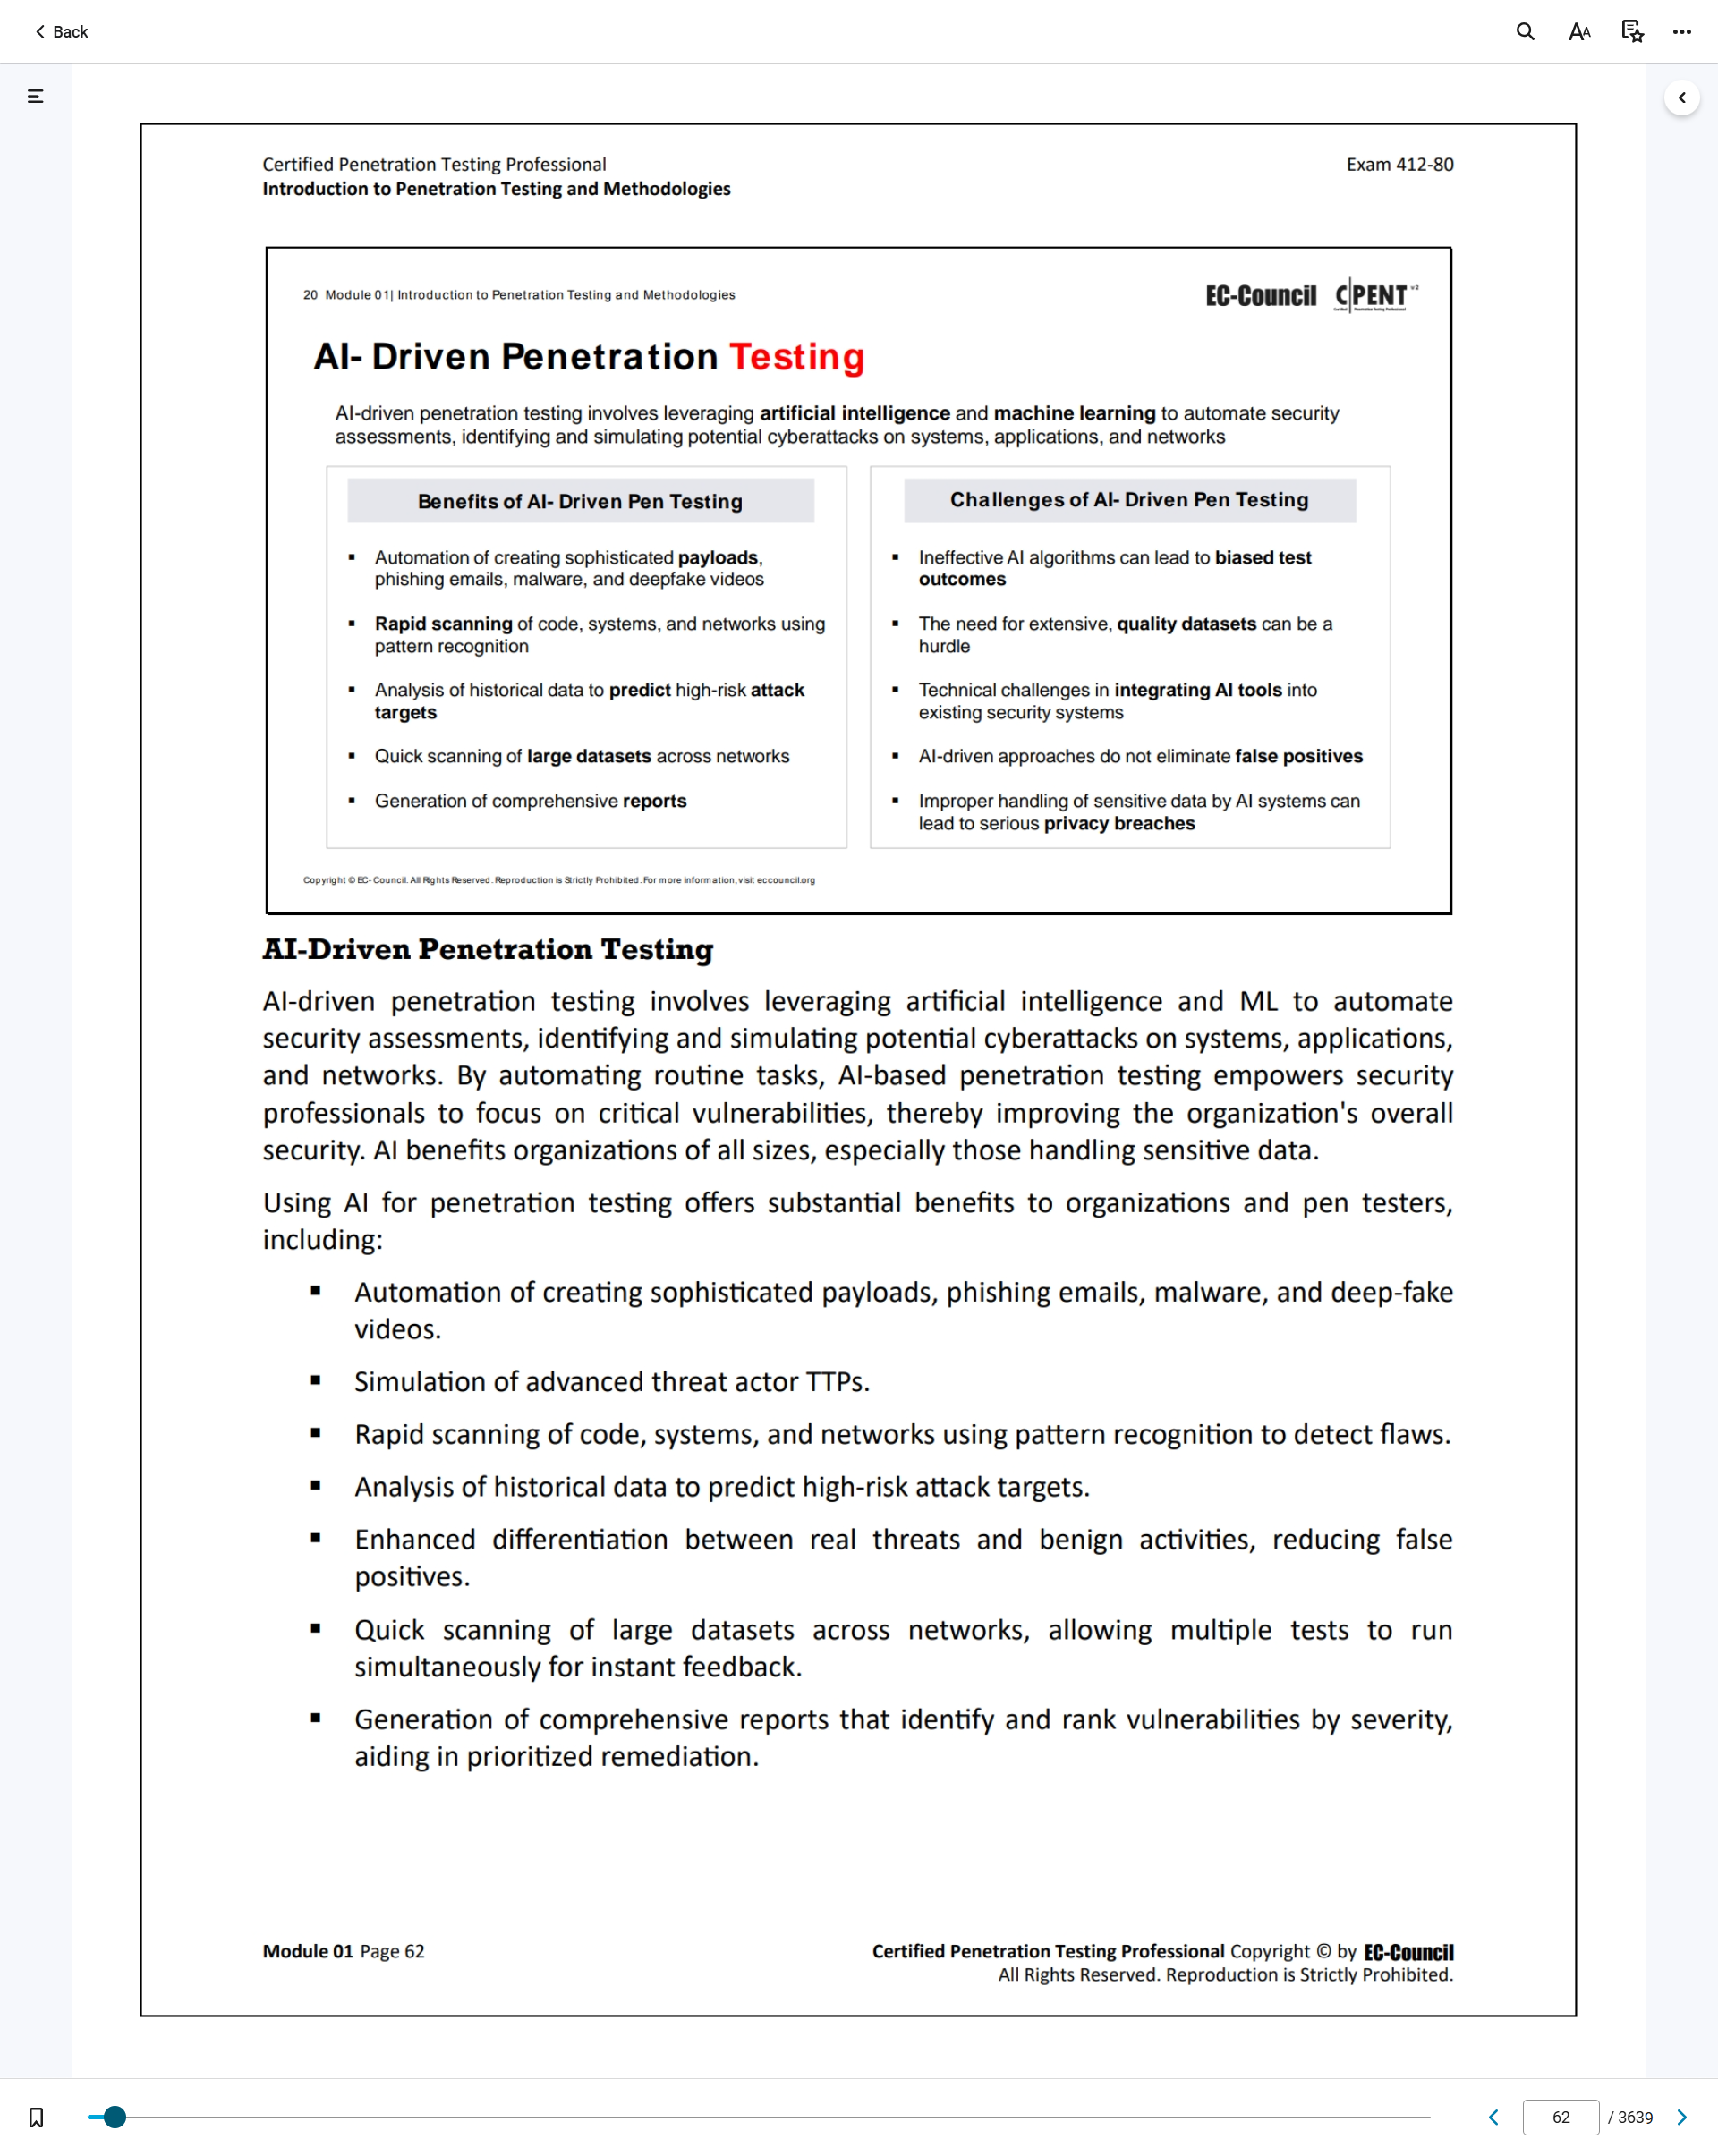 Back
Certified Penetration Testing Professional
Exam 412-80
Introduction to Penetration Testing and Methodologies
20 Module 01| Introduction to Penetration Testing and Methodologies
EC-Council C|PENT v2
AI- Driven Penetration Testing
AI-driven penetration testing involves leveraging artificial intelligence and machine learning to automate security
assessments, identifying and simulating potential cyberattacks on systems, applications, and networks
Benefits of AI- Driven Pen Testing
▪ Automation of creating sophisticated payloads,
phishing emails, malware, and deepfake videos
▪ Rapid scanning of code, systems, and networks using
pattern recognition
▪ Analysis of historical data to predict high-risk attack
targets
▪ Quick scanning of large datasets across networks
▪ Generation of comprehensive reports
Challenges of AI- Driven Pen Testing
▪ Ineffective AI algorithms can lead to biased test
outcomes
▪ The need for extensive, quality datasets can be a
hurdle
▪ Technical challenges in integrating AI tools into
existing security systems
▪ AI-driven approaches do not eliminate false positives
▪ Improper handling of sensitive data by AI systems can
lead to serious privacy breaches
Copyright © EC- Council. All Rights Reserved. Reproduction is Strictly Prohibited. For more information, visit eccouncil.org
AI-Driven Penetration Testing
AI-driven penetration testing involves leveraging artificial intelligence and ML to automate
security assessments, identifying and simulating potential cyberattacks on systems, applications,
and networks. By automating routine tasks, AI-based penetration testing empowers security
professionals to focus on critical vulnerabilities, thereby improving the organization's overall
security. AI benefits organizations of all sizes, especially those handling sensitive data.
Using AI for penetration testing offers substantial benefits to organizations and pen testers,
including:
▪ Automation of creating sophisticated payloads, phishing emails, malware, and deep-fake
videos.
▪ Simulation of advanced threat actor TTPs.
▪ Rapid scanning of code, systems, and networks using pattern recognition to detect flaws.
▪ Analysis of historical data to predict high-risk attack targets.
▪ Enhanced differentiation between real threats and benign activities, reducing false
positives.
▪ Quick scanning of large datasets across networks, allowing multiple tests to run
simultaneously for instant feedback.
▪ Generation of comprehensive reports that identify and rank vulnerabilities by severity,
aiding in prioritized remediation.
Module 01 Page 62
Certified Penetration Testing Professional Copyright © by EC-Council
All Rights Reserved. Reproduction is Strictly Prohibited.
62 / 3639